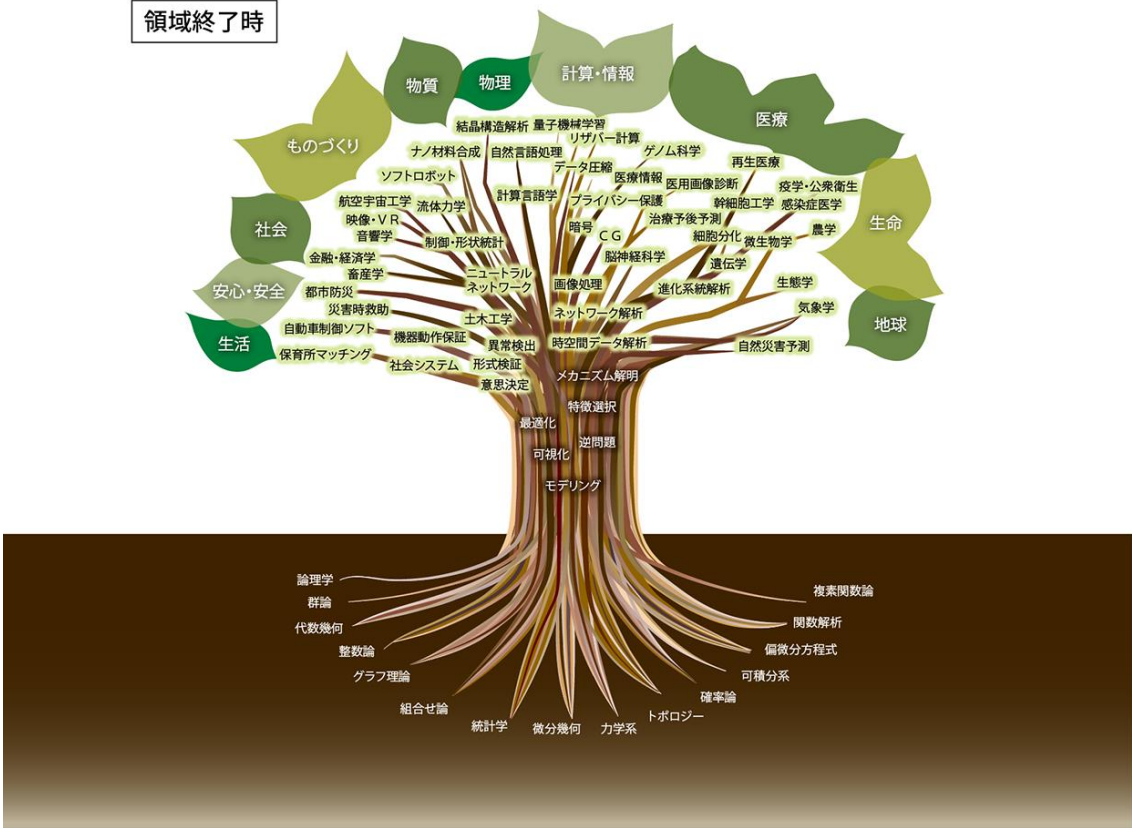 領域終了時
物質
物理
計算・情報
医療
ものづくり
社会
安心・安全
生活
生命
地球
結晶構造解析
量子機械学習
リザバー計算
ナノ材料合成
自然言語処理
データ圧縮
ゲノム科学
再生医療
ソフトロボット
医療情報
医用画像診断
疫学・公衆衛生
航空宇宙工学
流体力学
計算言語学
プライバシー保護
幹細胞工学
感染症医学
映像・VR
音響学
制御・形状統計
暗号
CG
治療予後予測
細胞分化
微生物学
農学
金融・経済学
畜産学
ニュートラル
ネットワーク
画像処理
脳神経科学
遺伝学
進化系統解析
生態学
都市防災
災害時救助
土木工学
ネットワーク解析
気象学
自動車制御ソフト
機器動作保証
異常検出
時空間データ解析
自然災害予測
保育所マッチング
社会システム
形式検証
意思決定
メカニズム解明
特徴選択
最適化
逆問題
可視化
モデリング
論理学
群論
代数幾何
整数論
グラフ理論
組合せ論
統計学
微分幾何
力学系
トポロジー
確率論
可積分系
偏微分方程式
関数解析
複素関数論